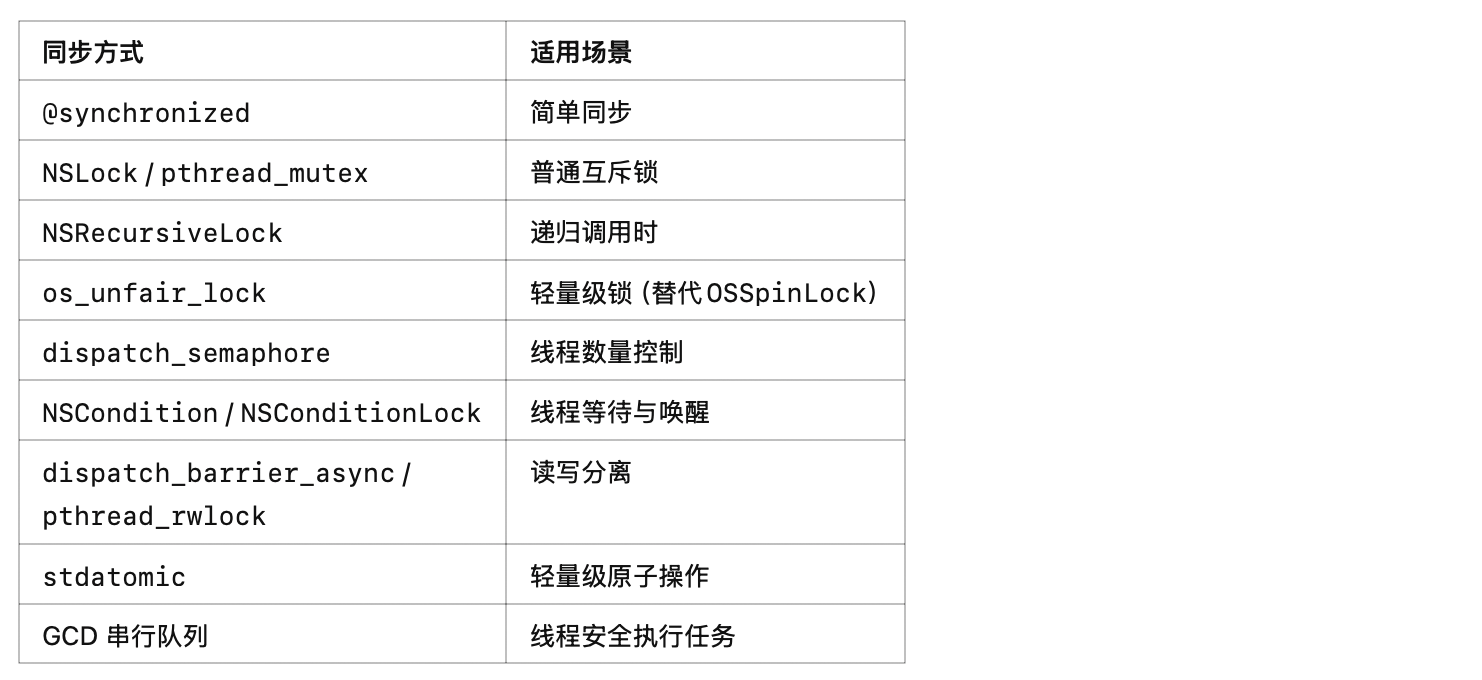 同步方式 适用场景
@synchronized 简单同步
NSLock / pthread_mutex 普通互斥锁
NSRecursiveLock 递归调用时
os_unfair_lock 轻量级锁 (替代 OSSpinLock)
dispatch_semaphore 线程数量控制
NSCondition / NSConditionLock 线程等待与唤醒
dispatch_barrier_async / 读写分离
pthread_rwlock
stdatomic 轻量级原子操作
GCD 串行队列 线程安全执行任务